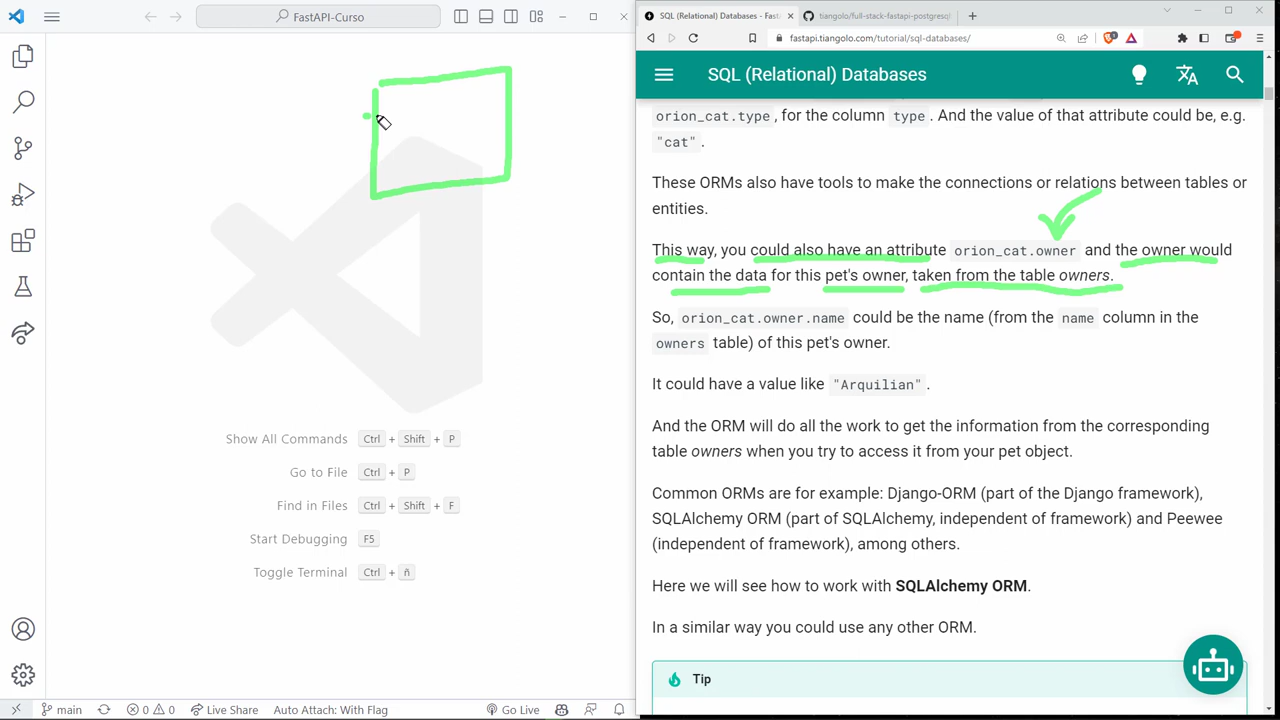 FastAPI-Curso
Show All Commands Ctrl + Shift + P
Go to File Ctrl + P
Find in Files Ctrl + Shift + F
Start Debugging F5
Toggle Terminal Ctrl + ñ
main 0 0 Live Share Auto Attach: With Flag Go Live
SQL (Relational) Databases - Fast
tiangolo/full-stack-fastapi-postgresql
fastapi.tiangolo.com/tutorial/sql-databases/
SQL (Relational) Databases
orion_cat.type, for the column type. And the value of that attribute could be, e.g.
"cat".
These ORMs also have tools to make the connections or relations between tables or
entities.
This way, you could also have an attribute orion_cat.owner and the owner would
contain the data for this pet's owner, taken from the table owners.
So, orion_cat.owner.name could be the name (from the name column in the
owners table) of this pet's owner.
It could have a value like "Arquilian".
And the ORM will do all the work to get the information from the corresponding
table owners when you try to access it from your pet object.
Common ORMs are for example: Django-ORM (part of the Django framework),
SQLAlchemy ORM (part of SQLAlchemy, independent of framework) and Peewee
(independent of framework), among others.
Here we will see how to work with SQLAlchemy ORM.
In a similar way you could use any other ORM.
Tip